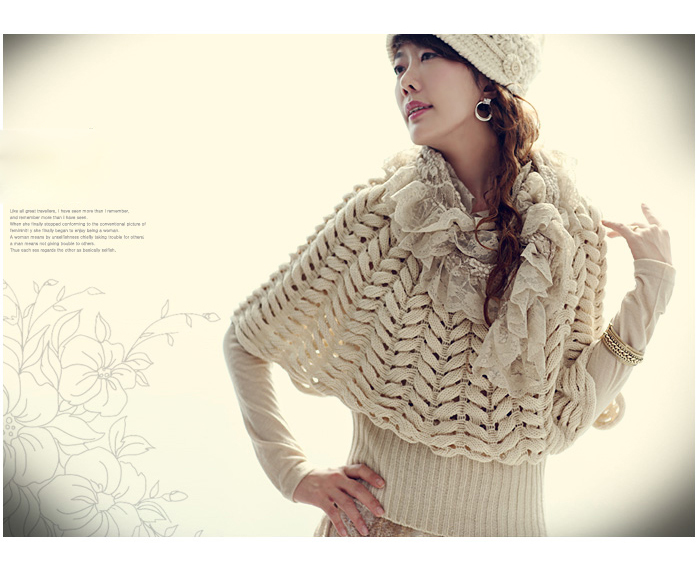 Like all great travellers, I have seen more than I remember,
and remember more than I have seen.
When she finally stopped conforming to the conventional picture of
femininity she finally began to enjoy being a woman.
A woman means by unselfishness chiefly taking trouble for others;
a man means not giving trouble to others.
Thus each sex regards the other as basically selfish.